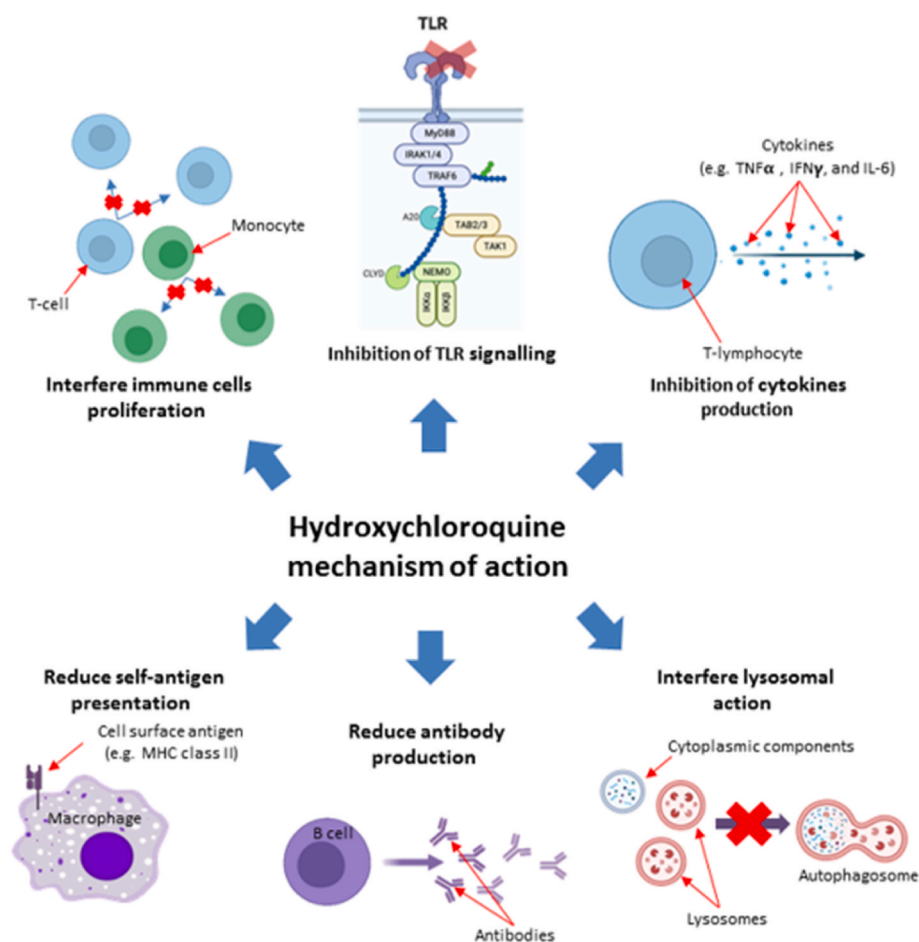 TLR
MyD88
IRAK1/4
TRAF6
A20
TAB2/3
TAK1
CLYD
NEMO
IKKα
IKKβ
Inhibition of TLR signalling
Monocyte
T-cell
Interfere immune cells
proliferation
Cytokines
(e.g. TNFα , IFNγ, and IL-6)
T-lymphocyte
Inhibition of cytokines
production
Hydroxychloroquine
mechanism of action
Reduce self-antigen
presentation
Cell surface antigen
(e.g. MHC class II)
Macrophage
Reduce antibody
production
B cell
Antibodies
Interfere lysosomal
action
Cytoplasmic components
Autophagosome
Lysosomes